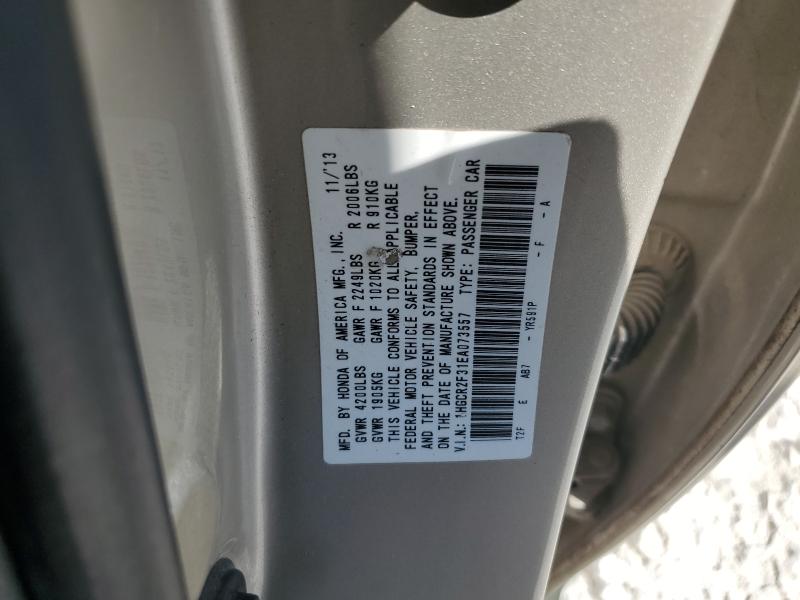 MFD. BY HONDA OF AMERICA MFG., INC. 11/'13
GVWR 4200LBS GAWR F 2249LBS R 2006LBS
GVWR 1905KG GAWR F 1020KG R 910KG
THIS VEHICLE CONFORMS TO ALL APPLICABLE
FEDERAL MOTOR VEHICLE SAFETY, BUMPER,
AND THEFT PREVENTION STANDARDS IN EFFECT
ON THE DATE OF MANUFACTURE SHOWN ABOVE.
V.I.N.: 1HGCR2F31EA073557 TYPE: PASSENGER CAR
T2F E AB7 - YR591P - F - A